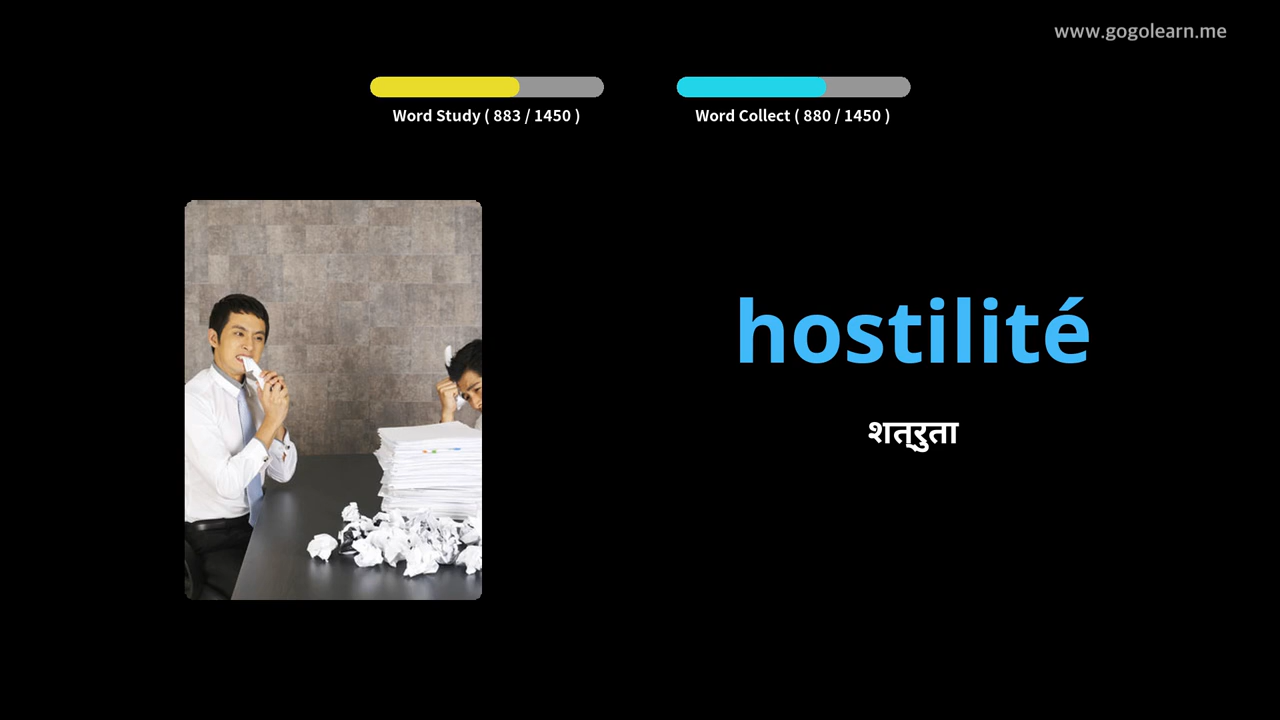 www.gogolearn.me
Word Study ( 883 / 1450 )
Word Collect ( 880 / 1450 )
hostilité
शत्रुता